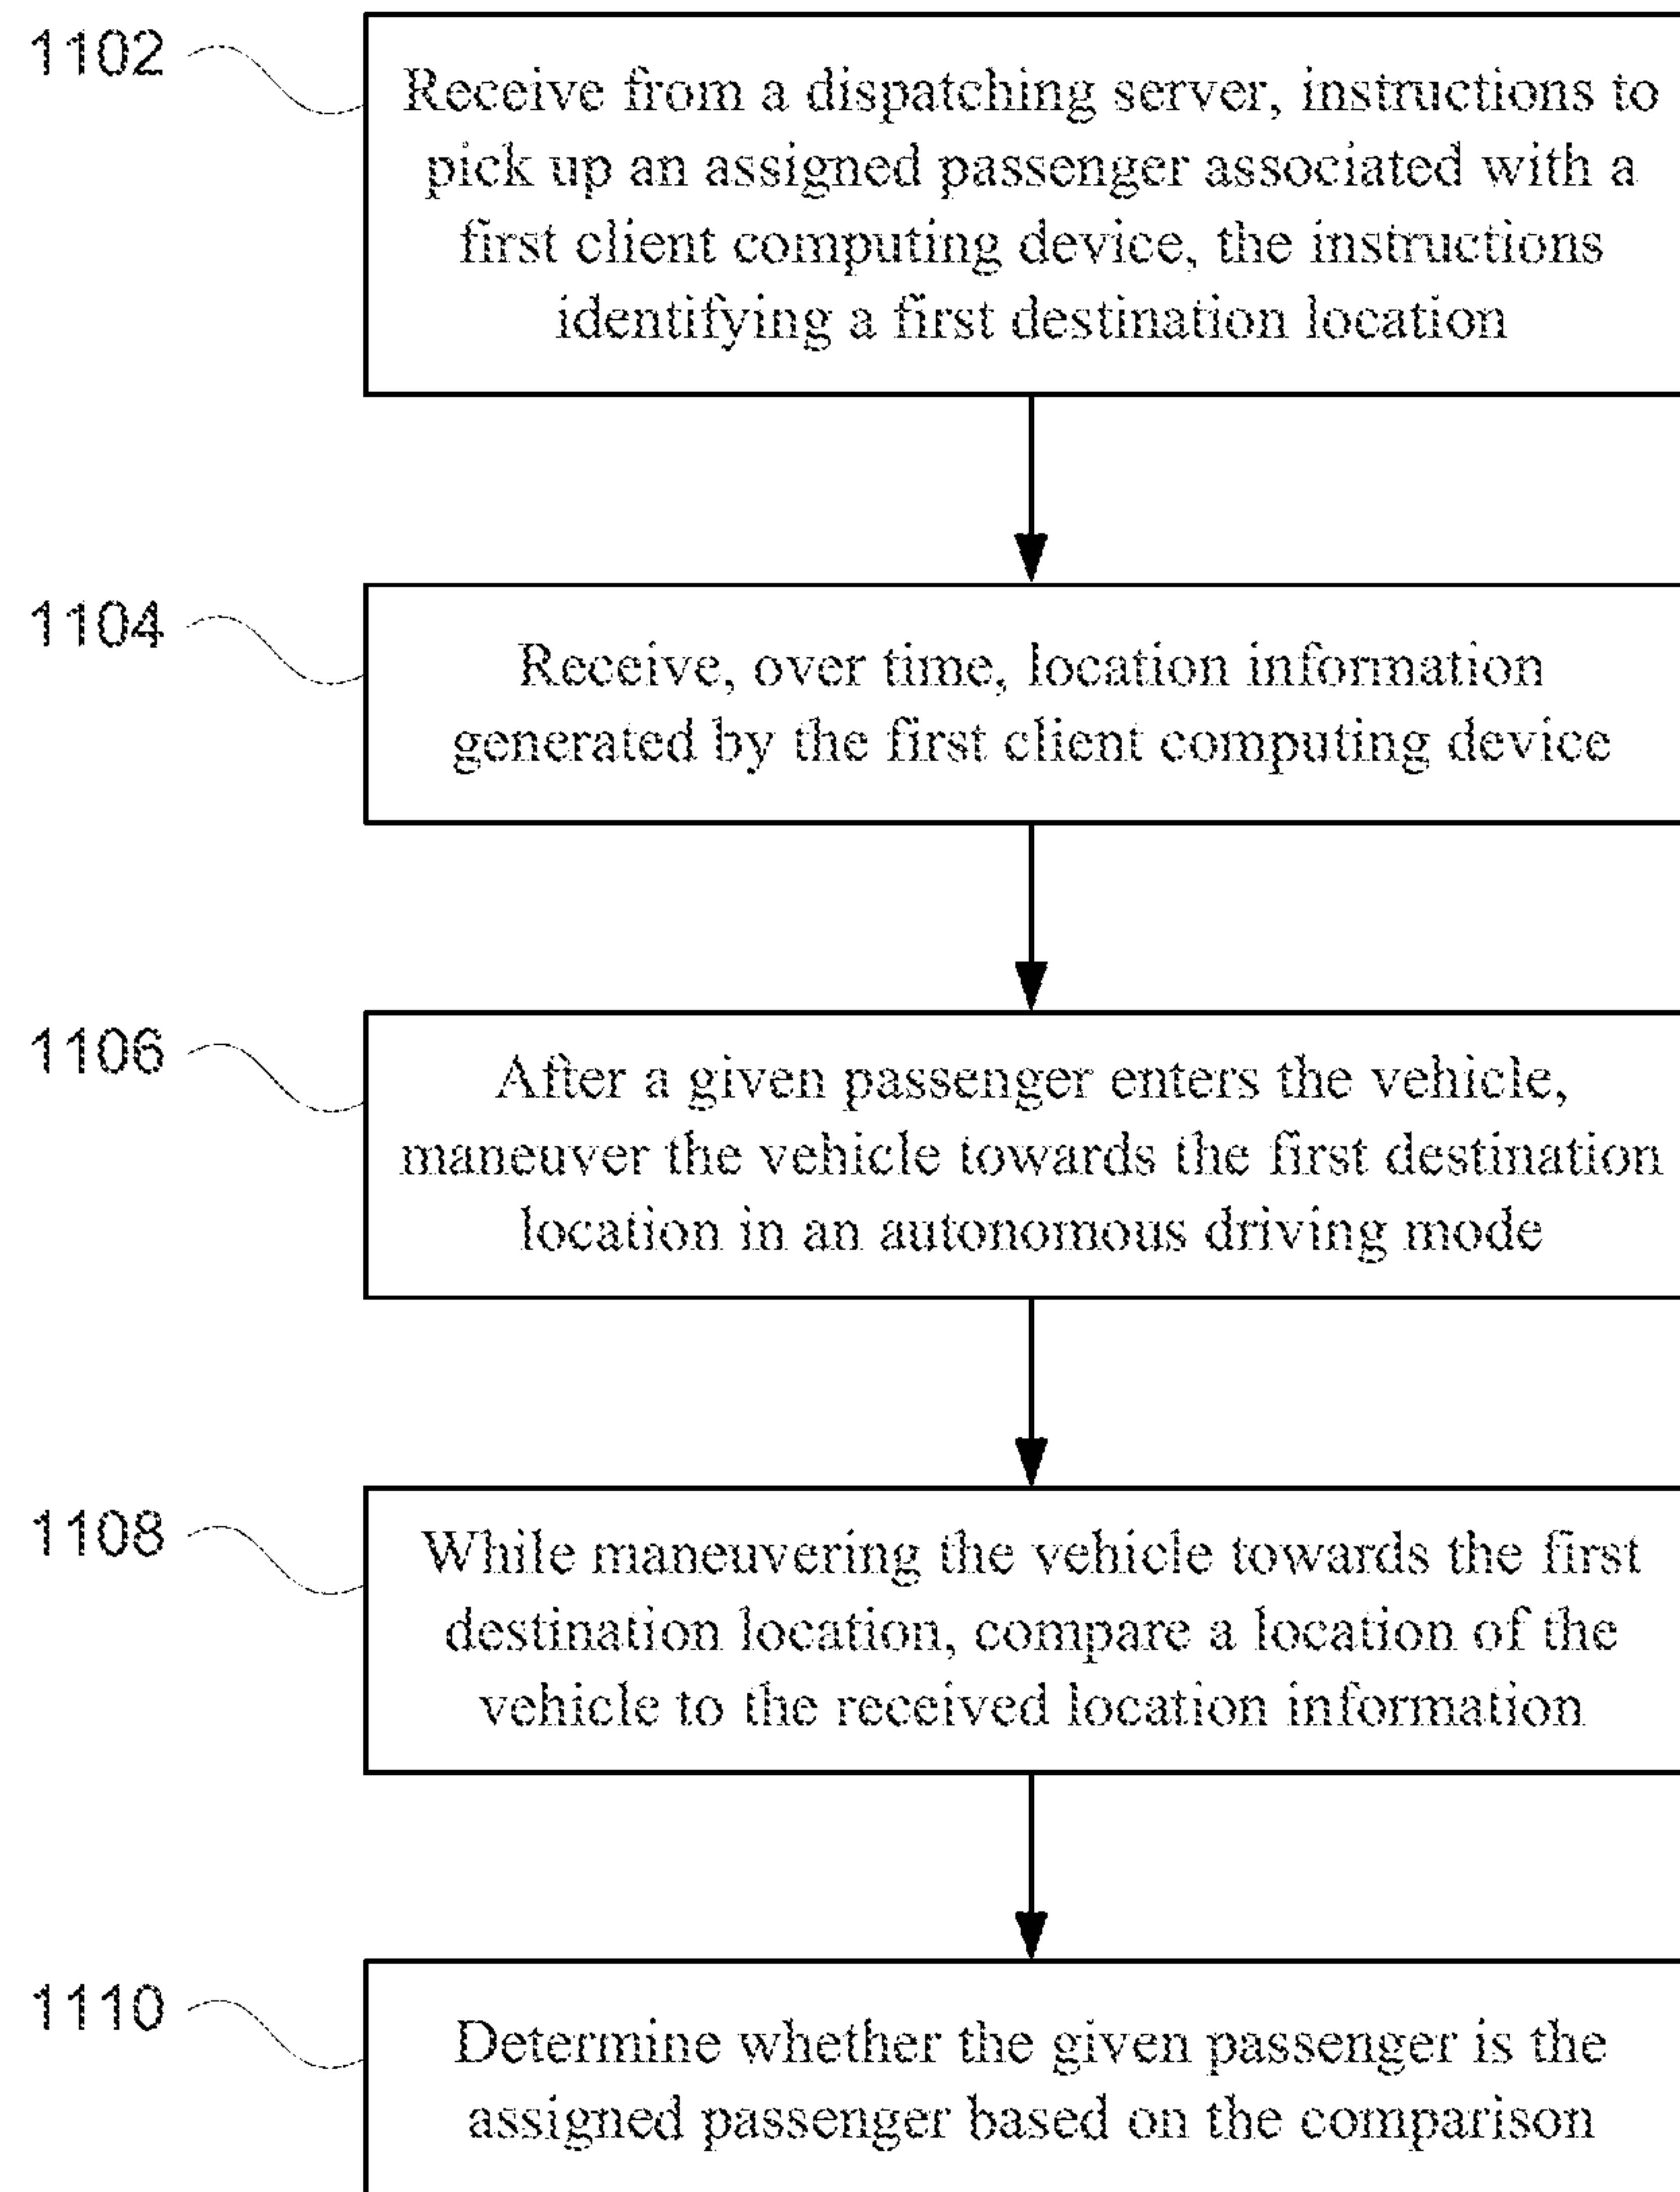 1102
Receive from a dispatching server, instructions to
pick up an assigned passenger associated with a
first client computing device, the instructions
identifying a first destination location
1104
Receive, over time, location information
generated by the first client computing device
1106
After a given passenger enters the vehicle,
maneuver the vehicle towards the first destination
location in an autonomous driving mode
1108
While maneuvering the vehicle towards the first
destination location, compare a location of the
vehicle to the received location information
1110
Determine whether the given passenger is the
assigned passenger based on the comparison